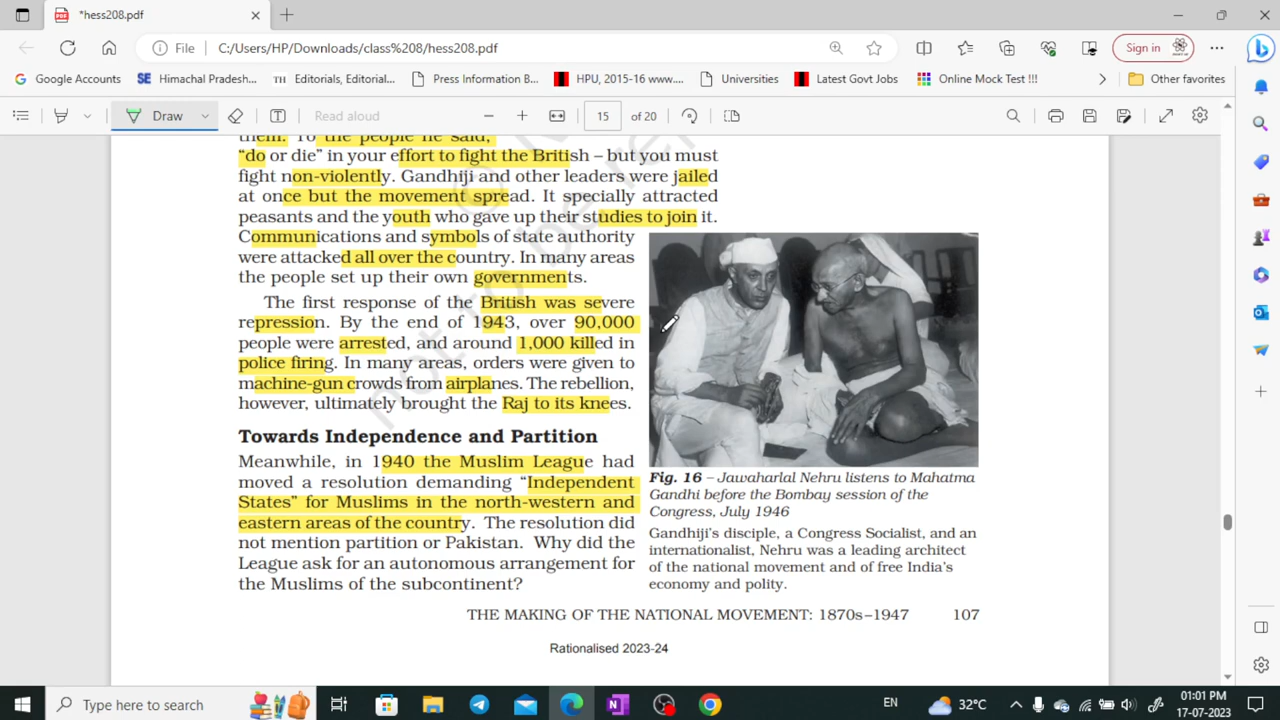 *hess208.pdf
File
C:/Users/HP/Downloads/class%208/hess208.pdf
Sign in
Google Accounts
Himachal Pradesh...
Editorials, Editorial...
Press Information B...
HPU, 2015-16 www....
Universities
Latest Govt Jobs
Online Mock Test !!!
Other favorites
Draw
Read aloud
15 of 20
them. To the people he said,
“do or die” in your effort to fight the British – but you must
fight non-violently. Gandhiji and other leaders were jailed
at once but the movement spread. It specially attracted
peasants and the youth who gave up their studies to join it.
Communications and symbols of state authority
were attacked all over the country. In many areas
the people set up their own governments.
The first response of the British was severe
repression. By the end of 1943, over 90,000
people were arrested, and around 1,000 killed in
police firing. In many areas, orders were given to
machine-gun crowds from airplanes. The rebellion,
however, ultimately brought the Raj to its knees.
Towards Independence and Partition
Meanwhile, in 1940 the Muslim League had
moved a resolution demanding “Independent
States” for Muslims in the north-western and
eastern areas of the country. The resolution did
not mention partition or Pakistan. Why did the
League ask for an autonomous arrangement for
the Muslims of the subcontinent?
Fig. 16 – Jawaharlal Nehru listens to Mahatma
Gandhi before the Bombay session of the
Congress, July 1946
Gandhiji’s disciple, a Congress Socialist, and an
internationalist, Nehru was a leading architect
of the national movement and of free India’s
economy and polity.
THE MAKING OF THE NATIONAL MOVEMENT: 1870s–1947 107
Rationalised 2023-24
not to be re
Type here to search
EN
32°C
01:01 PM
17-07-2023